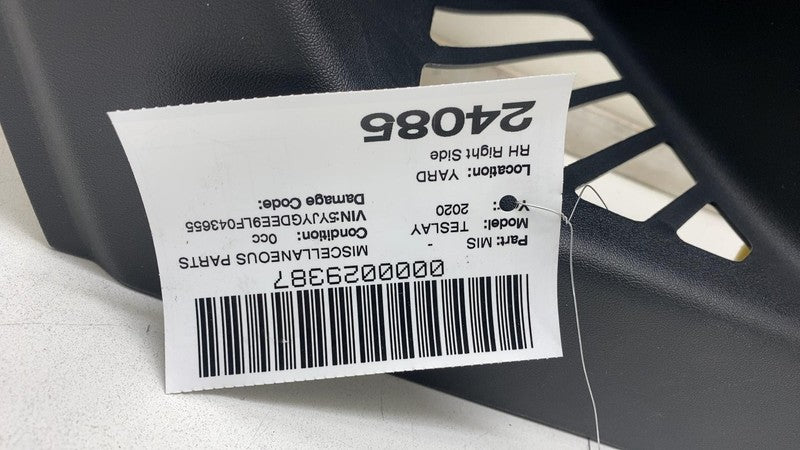 0000029387
Part: MIS - MISCELLANEOUS PARTS
Model: TESLAY Condition: 0cc
Y : 2020 VIN:5YJYGDEE9LF043655
Damage Code:
Location: YARD
RH Right Side
24085